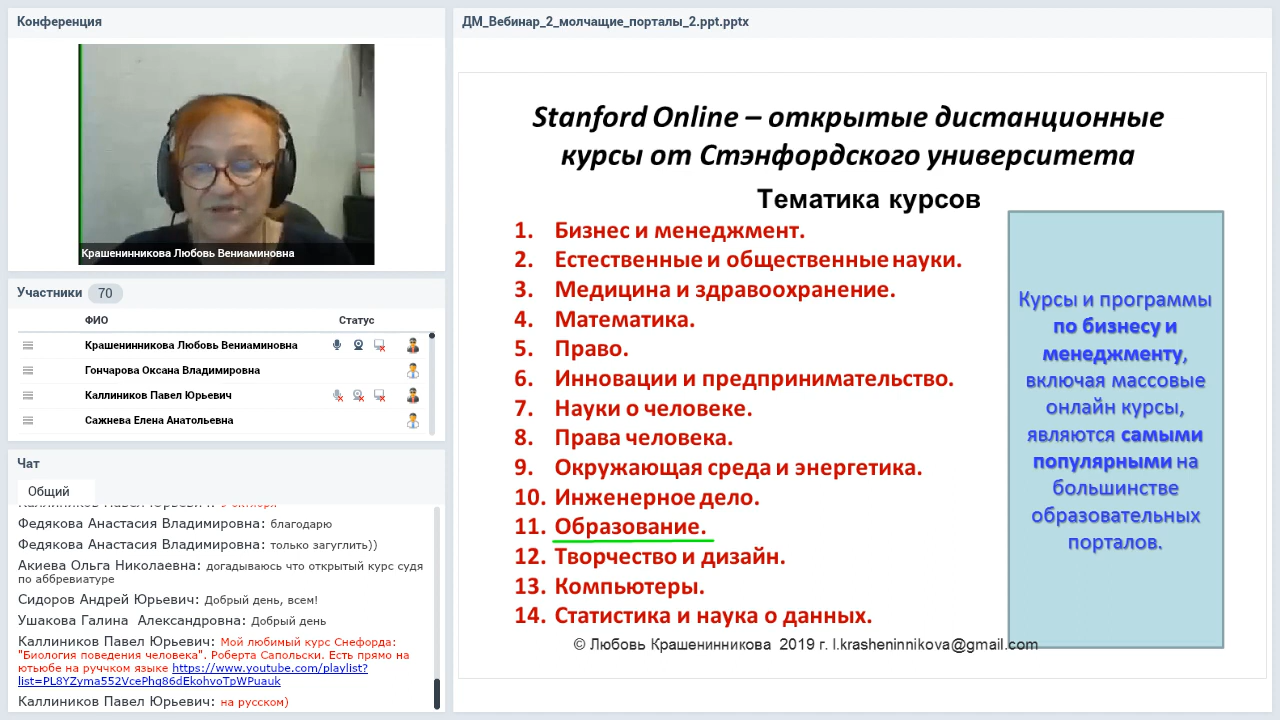 Конференция
Крашенинникова Любовь Вениаминовна
Участники 70
ФИО Статус
Крашенинникова Любовь Вениаминовна
Гончарова Оксана Владимировна
Каллиников Павел Юрьевич
Сажнева Елена Анатольевна
Чат
Общий
Каллиников Павел Юрьевич: 9 октября
Федякова Анастасия Владимировна: благодарю
Федякова Анастасия Владимировна: только загуглить))
Акиева Ольга Николаевна: догадываюсь что открытый курс судя
по аббревиатуре
Сидоров Андрей Юрьевич: Добрый день, всем!
Ушакова Галина Александровна: Добрый день
Каллиников Павел Юрьевич: Мой любимый курс Снефорда:
"Биология поведения человека". Роберта Сапольски. Есть прямо на
ютьюбе на руччком языке https://www.youtube.com/playlist?
list=PL8YZyma552VcePhq86dEkohvoTpWPuauk
Каллиников Павел Юрьевич: на русском)
ДМ_Вебинар_2_молчащие_порталы_2.ppt.pptx
Stanford Online – открытые дистанционные
курсы от Стэнфордского университета
Тематика курсов
1. Бизнес и менеджмент.
2. Естественные и общественные науки.
3. Медицина и здравоохранение.
4. Математика.
5. Право.
6. Инновации и предпринимательство.
7. Науки о человеке.
8. Права человека.
9. Окружающая среда и энергетика.
10. Инженерное дело.
11. Образование.
12. Творчество и дизайн.
13. Компьютеры.
14. Статистика и наука о данных.
Курсы и программы
по бизнесу и
менеджменту,
включая массовые
онлайн курсы,
являются самыми
популярными на
большинстве
образовательных
порталов.
© Любовь Крашенинникова 2019 г. l.krasheninnikova@gmail.com